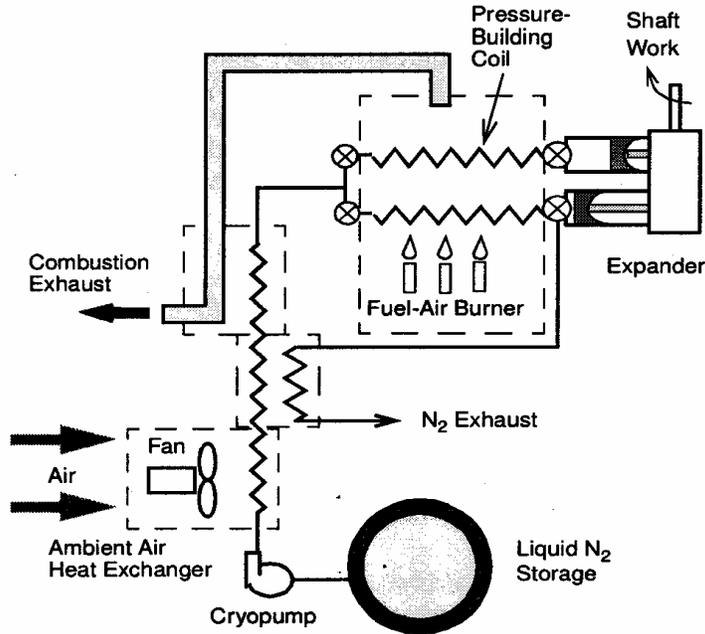 Pressure-
Building
Coil
Shaft
Work
Combustion
Exhaust
Fuel-Air Burner
Expander
N₂ Exhaust
Fan
Air
Ambient Air
Heat Exchanger
Cryopump
Liquid N₂
Storage